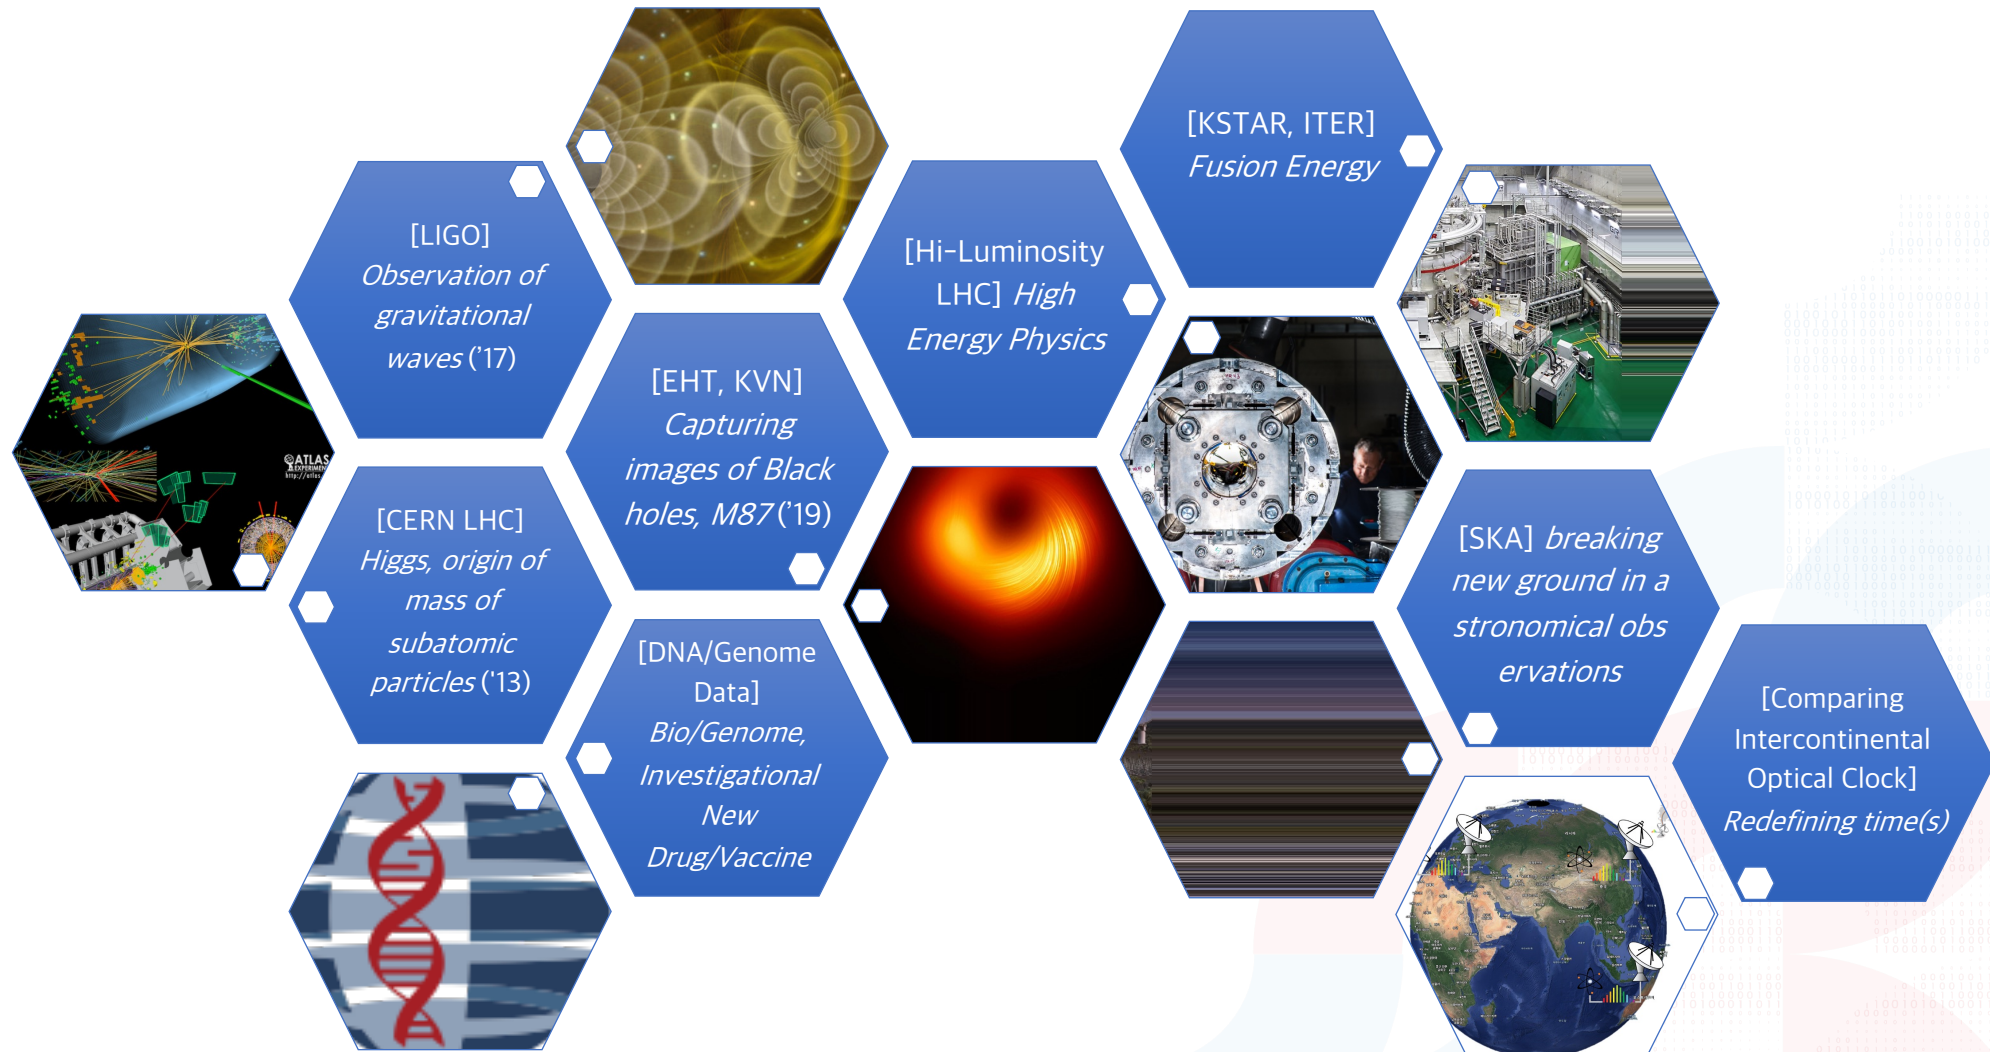 [KSTAR, ITER]
Fusion Energy
[LIGO]
Observation of
gravitational
waves ('17)
[Hi-Luminosity
LHC] High
Energy Physics
[EHT, KVN]
Capturing
images of Black
holes, M87 ('19)
ATLAS
EXPERIMENT
http://atlas
[CERN LHC]
Higgs, origin of
mass of
subatomic
particles ('13)
[SKA] breaking
new ground in a
stronomical obs
ervations
[DNA/Genome
Data]
Bio/Genome,
Investigational
New
Drug/Vaccine
[Comparing
Intercontinental
Optical Clock]
Redefining time(s)